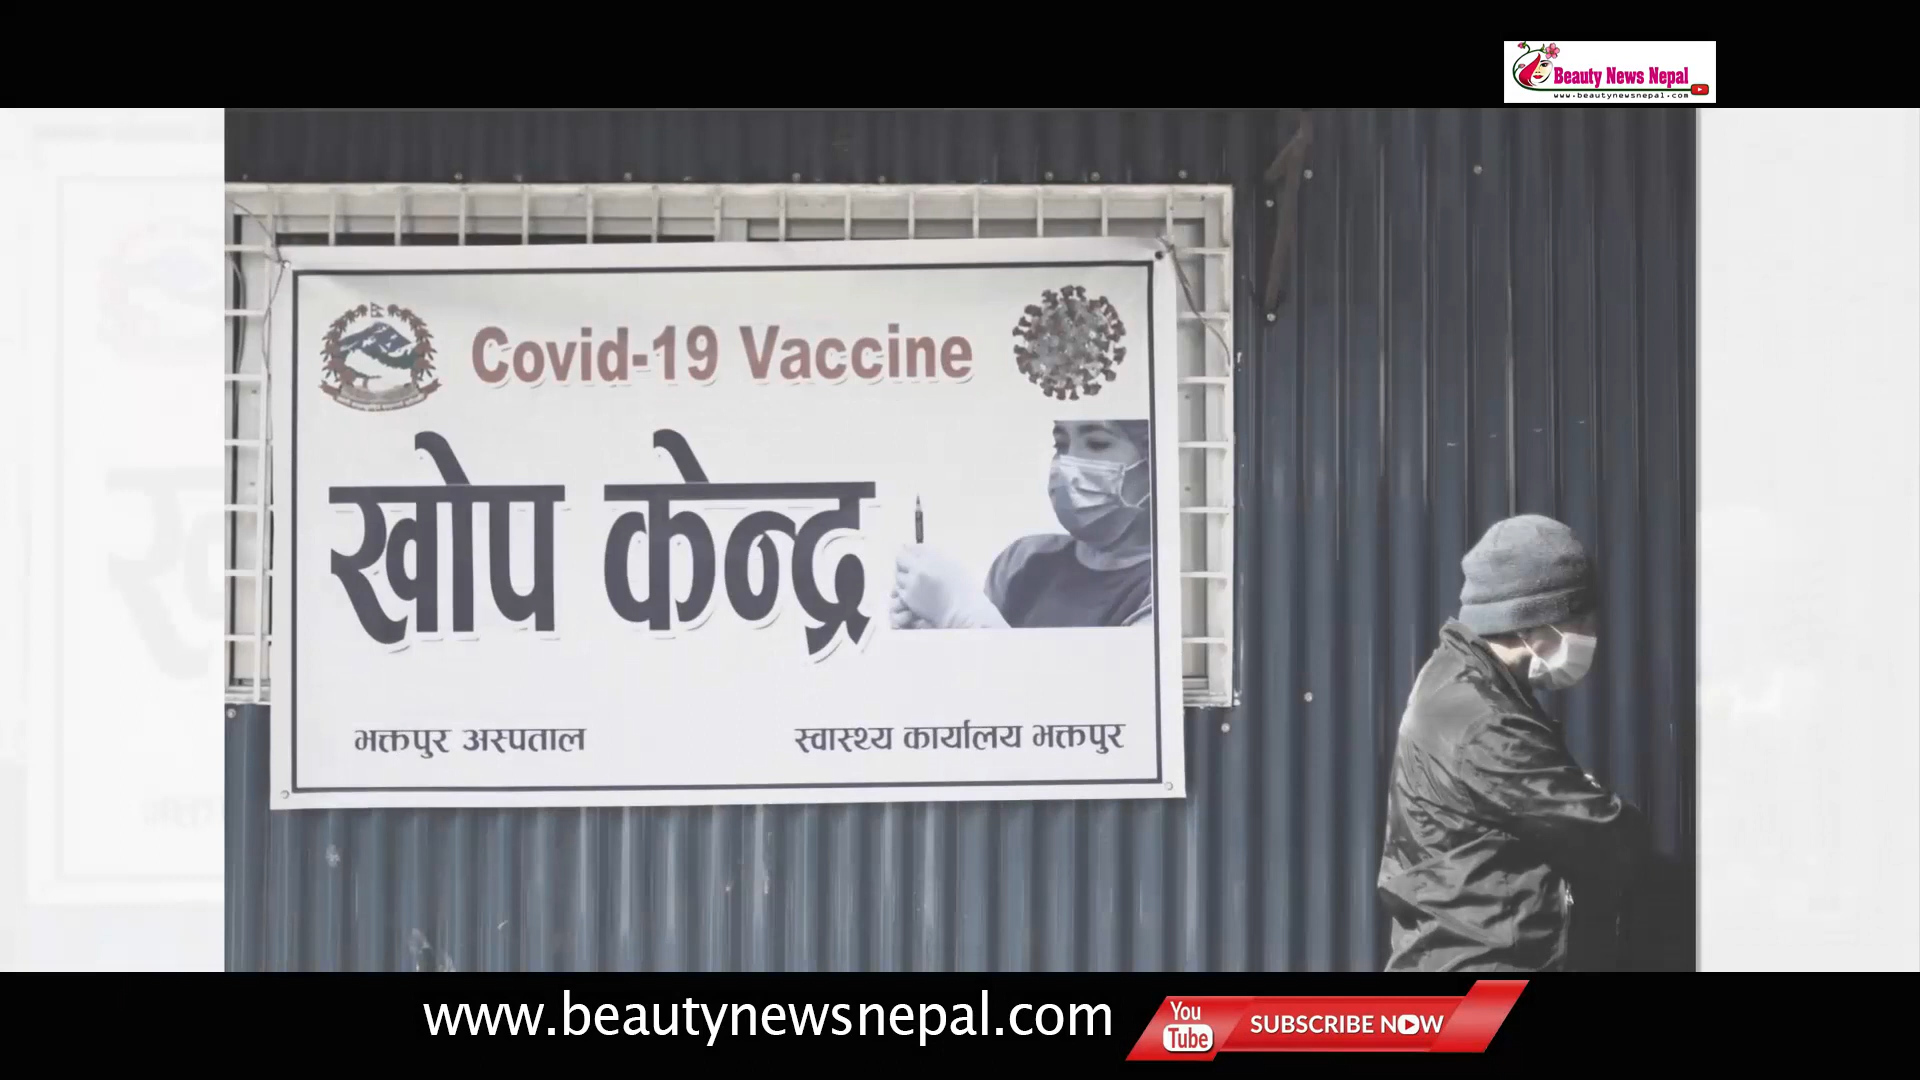 Beauty News Nepal
www.beautynewsnepal.com
Covid-19 Vaccine
खोप केन्द्र
भक्तपुर अस्पताल
स्वास्थ्य कार्यालय भक्तपुर
www.beautynewsnepal.com
You
Tube
SUBSCRIBE NOW